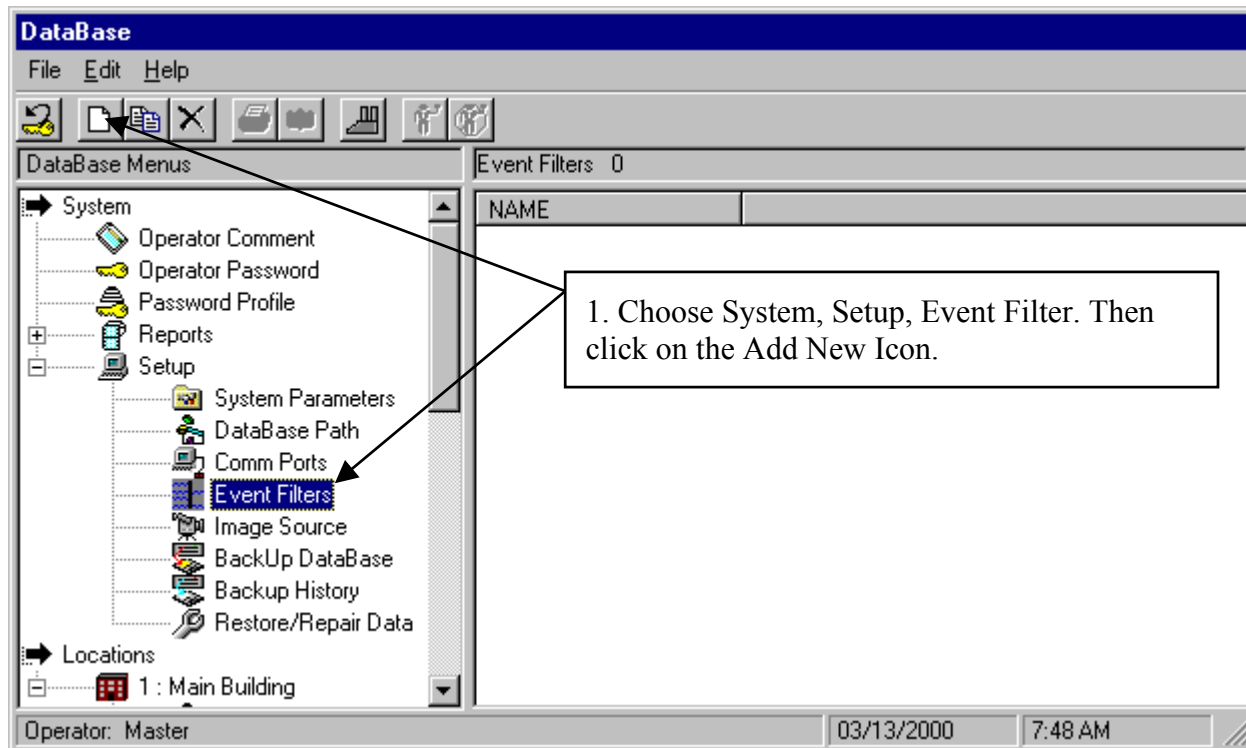 DataBase
File Edit Help
DataBase Menus
Event Filters 0
System
Operator Comment
Operator Password
Password Profile
Reports
Setup
System Parameters
DataBase Path
Comm Ports
Event Filters
Image Source
BackUp DataBase
Backup History
Restore/Repair Data
Locations
1 : Main Building
NAME
1. Choose System, Setup, Event Filter. Then
click on the Add New Icon.
Operator: Master
03/13/2000
7:48 AM